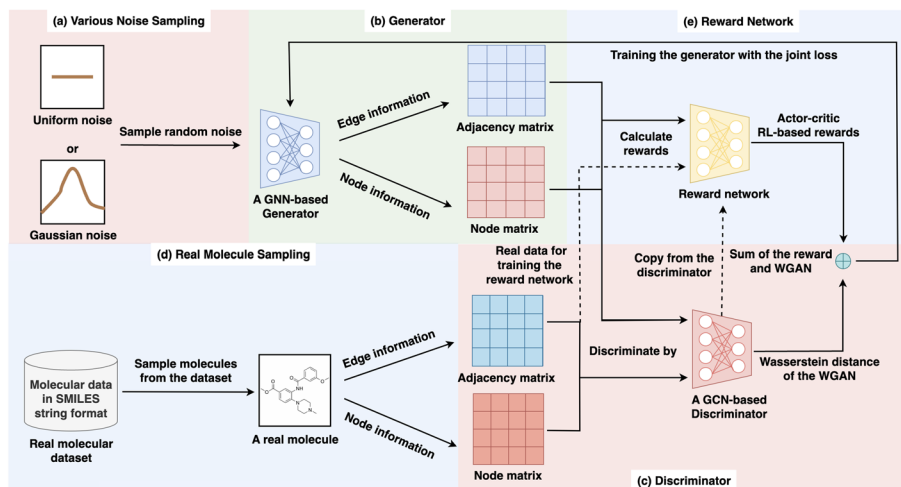 (a) Various Noise Sampling
Uniform noise
or
Gaussian noise
Sample random noise
(b) Generator
A GNN-based
Generator
Edge information
Node information
Adjacency matrix
Node matrix
(e) Reward Network
Training the generator with the joint loss
Calculate
rewards
Reward network
Actor-critic
RL-based rewards
Sum of the reward
and WGAN
(d) Real Molecule Sampling
Molecular data
in SMILES
string format
Real molecular
dataset
Sample molecules
from the dataset
A real molecule
Edge information
Node information
Real data for
training the
reward network
Adjacency matrix
Node matrix
Copy from the
discriminator
Discriminate by
A GCN-based
Discriminator
Wasserstein distance
of the WGAN
(c) Discriminator